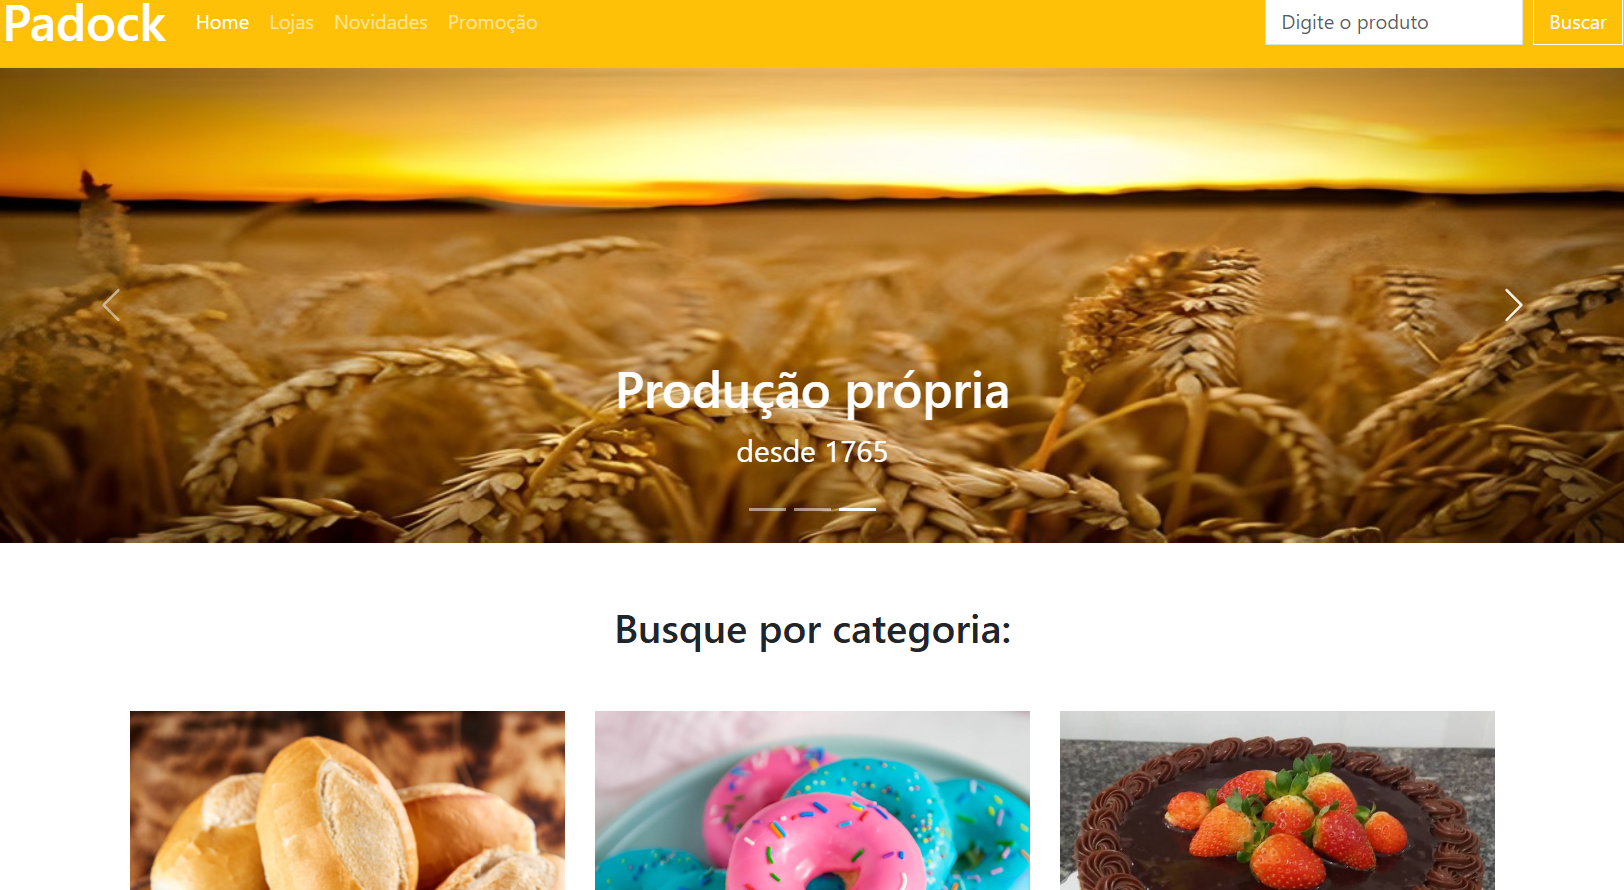 Padock Home Lojas Novidades Promoção Digite o produto Buscar
Produção própria
desde 1765
Busque por categoria: